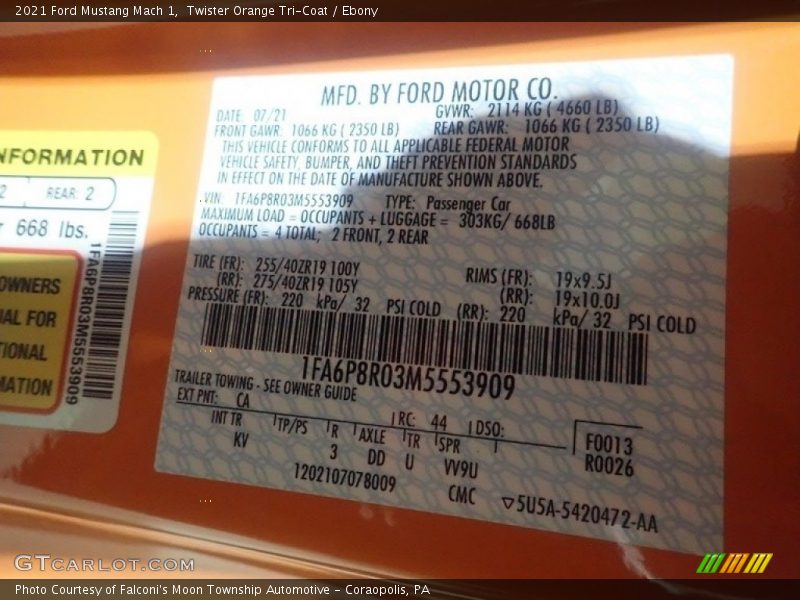 2021 Ford Mustang Mach 1,  Twister Orange Tri-Coat / Ebony
NFORMATION
2 REAR: 2
r 668 lbs.
OWNERS
AL FOR
TIONAL
MATION
1FA6P8R03M5553909
MFD. BY FORD MOTOR CO.
DATE: 07/21 GVWR: 2114 KG ( 4660 LB)
FRONT GAWR: 1066 KG ( 2350 LB) REAR GAWR: 1066 KG ( 2350 LB)
THIS VEHICLE CONFORMS TO ALL APPLICABLE FEDERAL MOTOR
VEHICLE SAFETY, BUMPER, AND THEFT PREVENTION STANDARDS
IN EFFECT ON THE DATE OF MANUFACTURE SHOWN ABOVE.
VIN: 1FA6P8R03M5553909 TYPE: Passenger Car
MAXIMUM LOAD = OCCUPANTS + LUGGAGE = 303KG/ 668LB
OCCUPANTS = 4 TOTAL; 2 FRONT, 2 REAR
TIRE (FR): 255/40ZR19 100Y RIMS (FR): 19x9.5J
(RR): 275/40ZR19 105Y (RR): 19x10.0J
PRESSURE (FR): 220 kPa/ 32 PSI COLD (RR): 220 kPa/ 32 PSI COLD
1FA6P8R03M5553909
TRAILER TOWING - SEE OWNER GUIDE
EXT PNT: CA RC: 44 DSO:
INT TR TP/PS R AXLE TR SPR F0013
KV 3 DD U VV9U R0026
1202107078009 CMC ▽5U5A-5420472-AA
GTCARLOT.COM
Photo Courtesy of Falconi's Moon Township Automotive - Coraopolis, PA